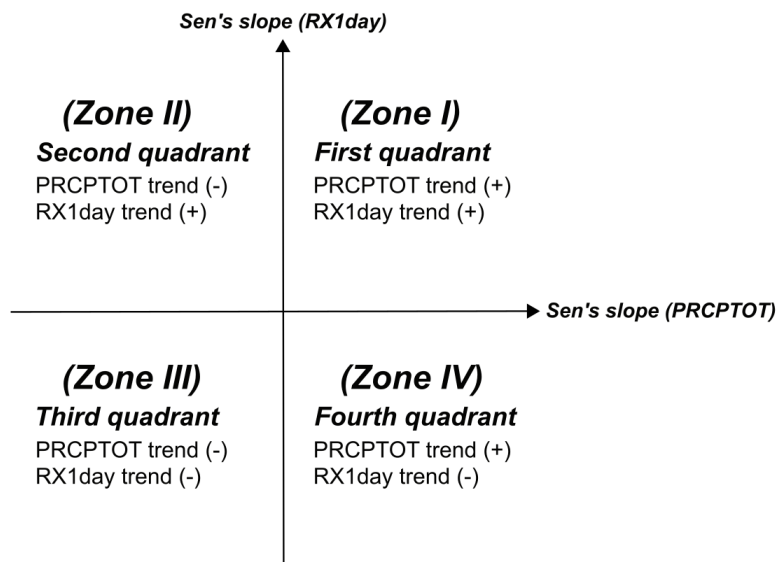 Sen's slope (RX1day)
(Zone II)
Second quadrant
PRCPTOT trend (-)
RX1day trend (+)
(Zone I)
First quadrant
PRCPTOT trend (+)
RX1day trend (+)
Sen's slope (PRCPTOT)
(Zone III)
Third quadrant
PRCPTOT trend (-)
RX1day trend (-)
(Zone IV)
Fourth quadrant
PRCPTOT trend (+)
RX1day trend (-)